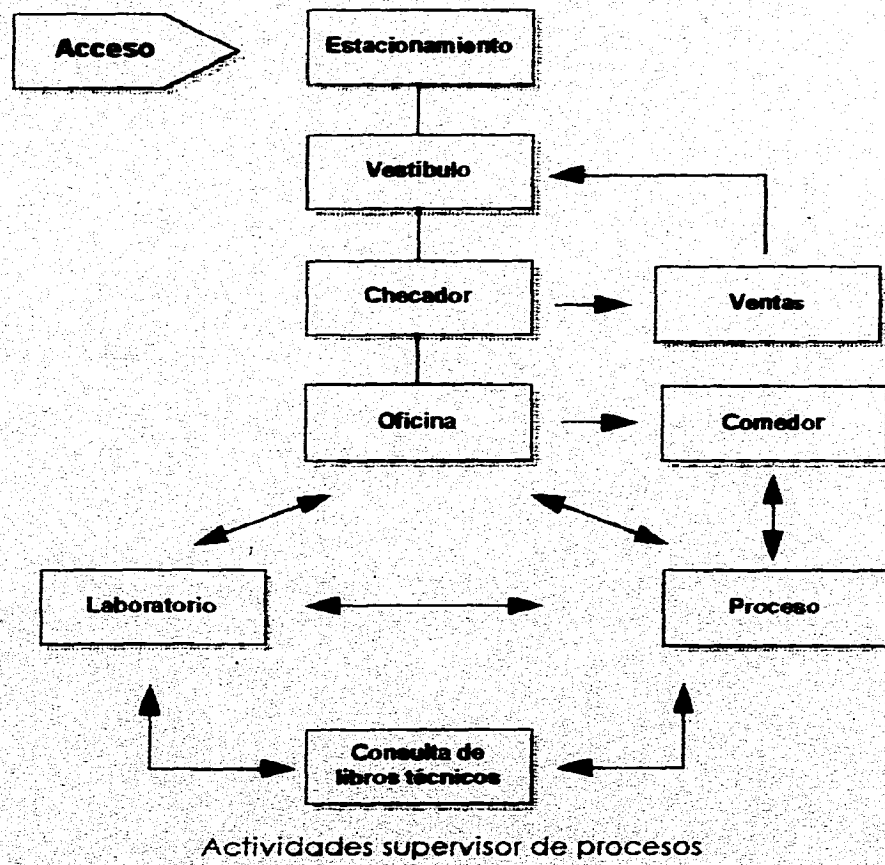 Acceso
Estacionamiento
Vestíbulo
Checador
Ventas
Oficina
Comedor
Laboratorio
Proceso
Consulta de
libros técnicos
Actividades supervisor de procesos